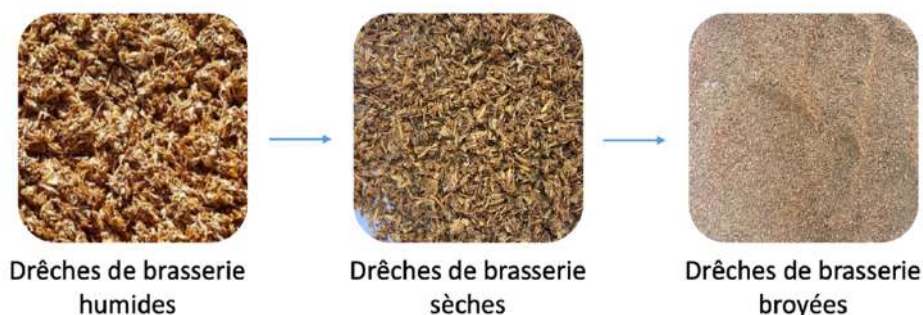 Drêches de brasserie
humides
Drêches de brasserie
sèches
Drêches de brasserie
broyées